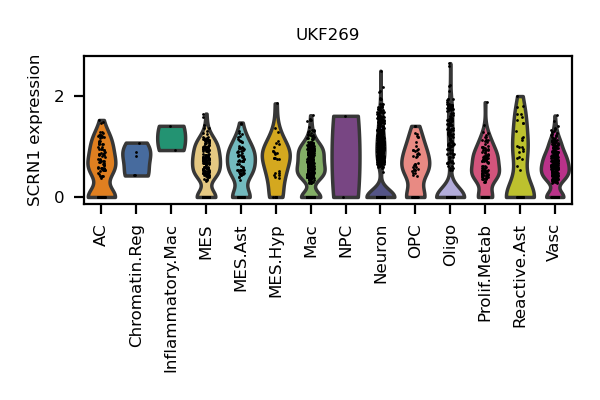 UKF269
SCRN1 expression
2
0
AC
Chromatin.Reg
Inflammatory.Mac
MES
MES.Ast
MES.Hyp
Mac
NPC
Neuron
OPC
Oligo
Prolif.Metab
Reactive.Ast
Vasc